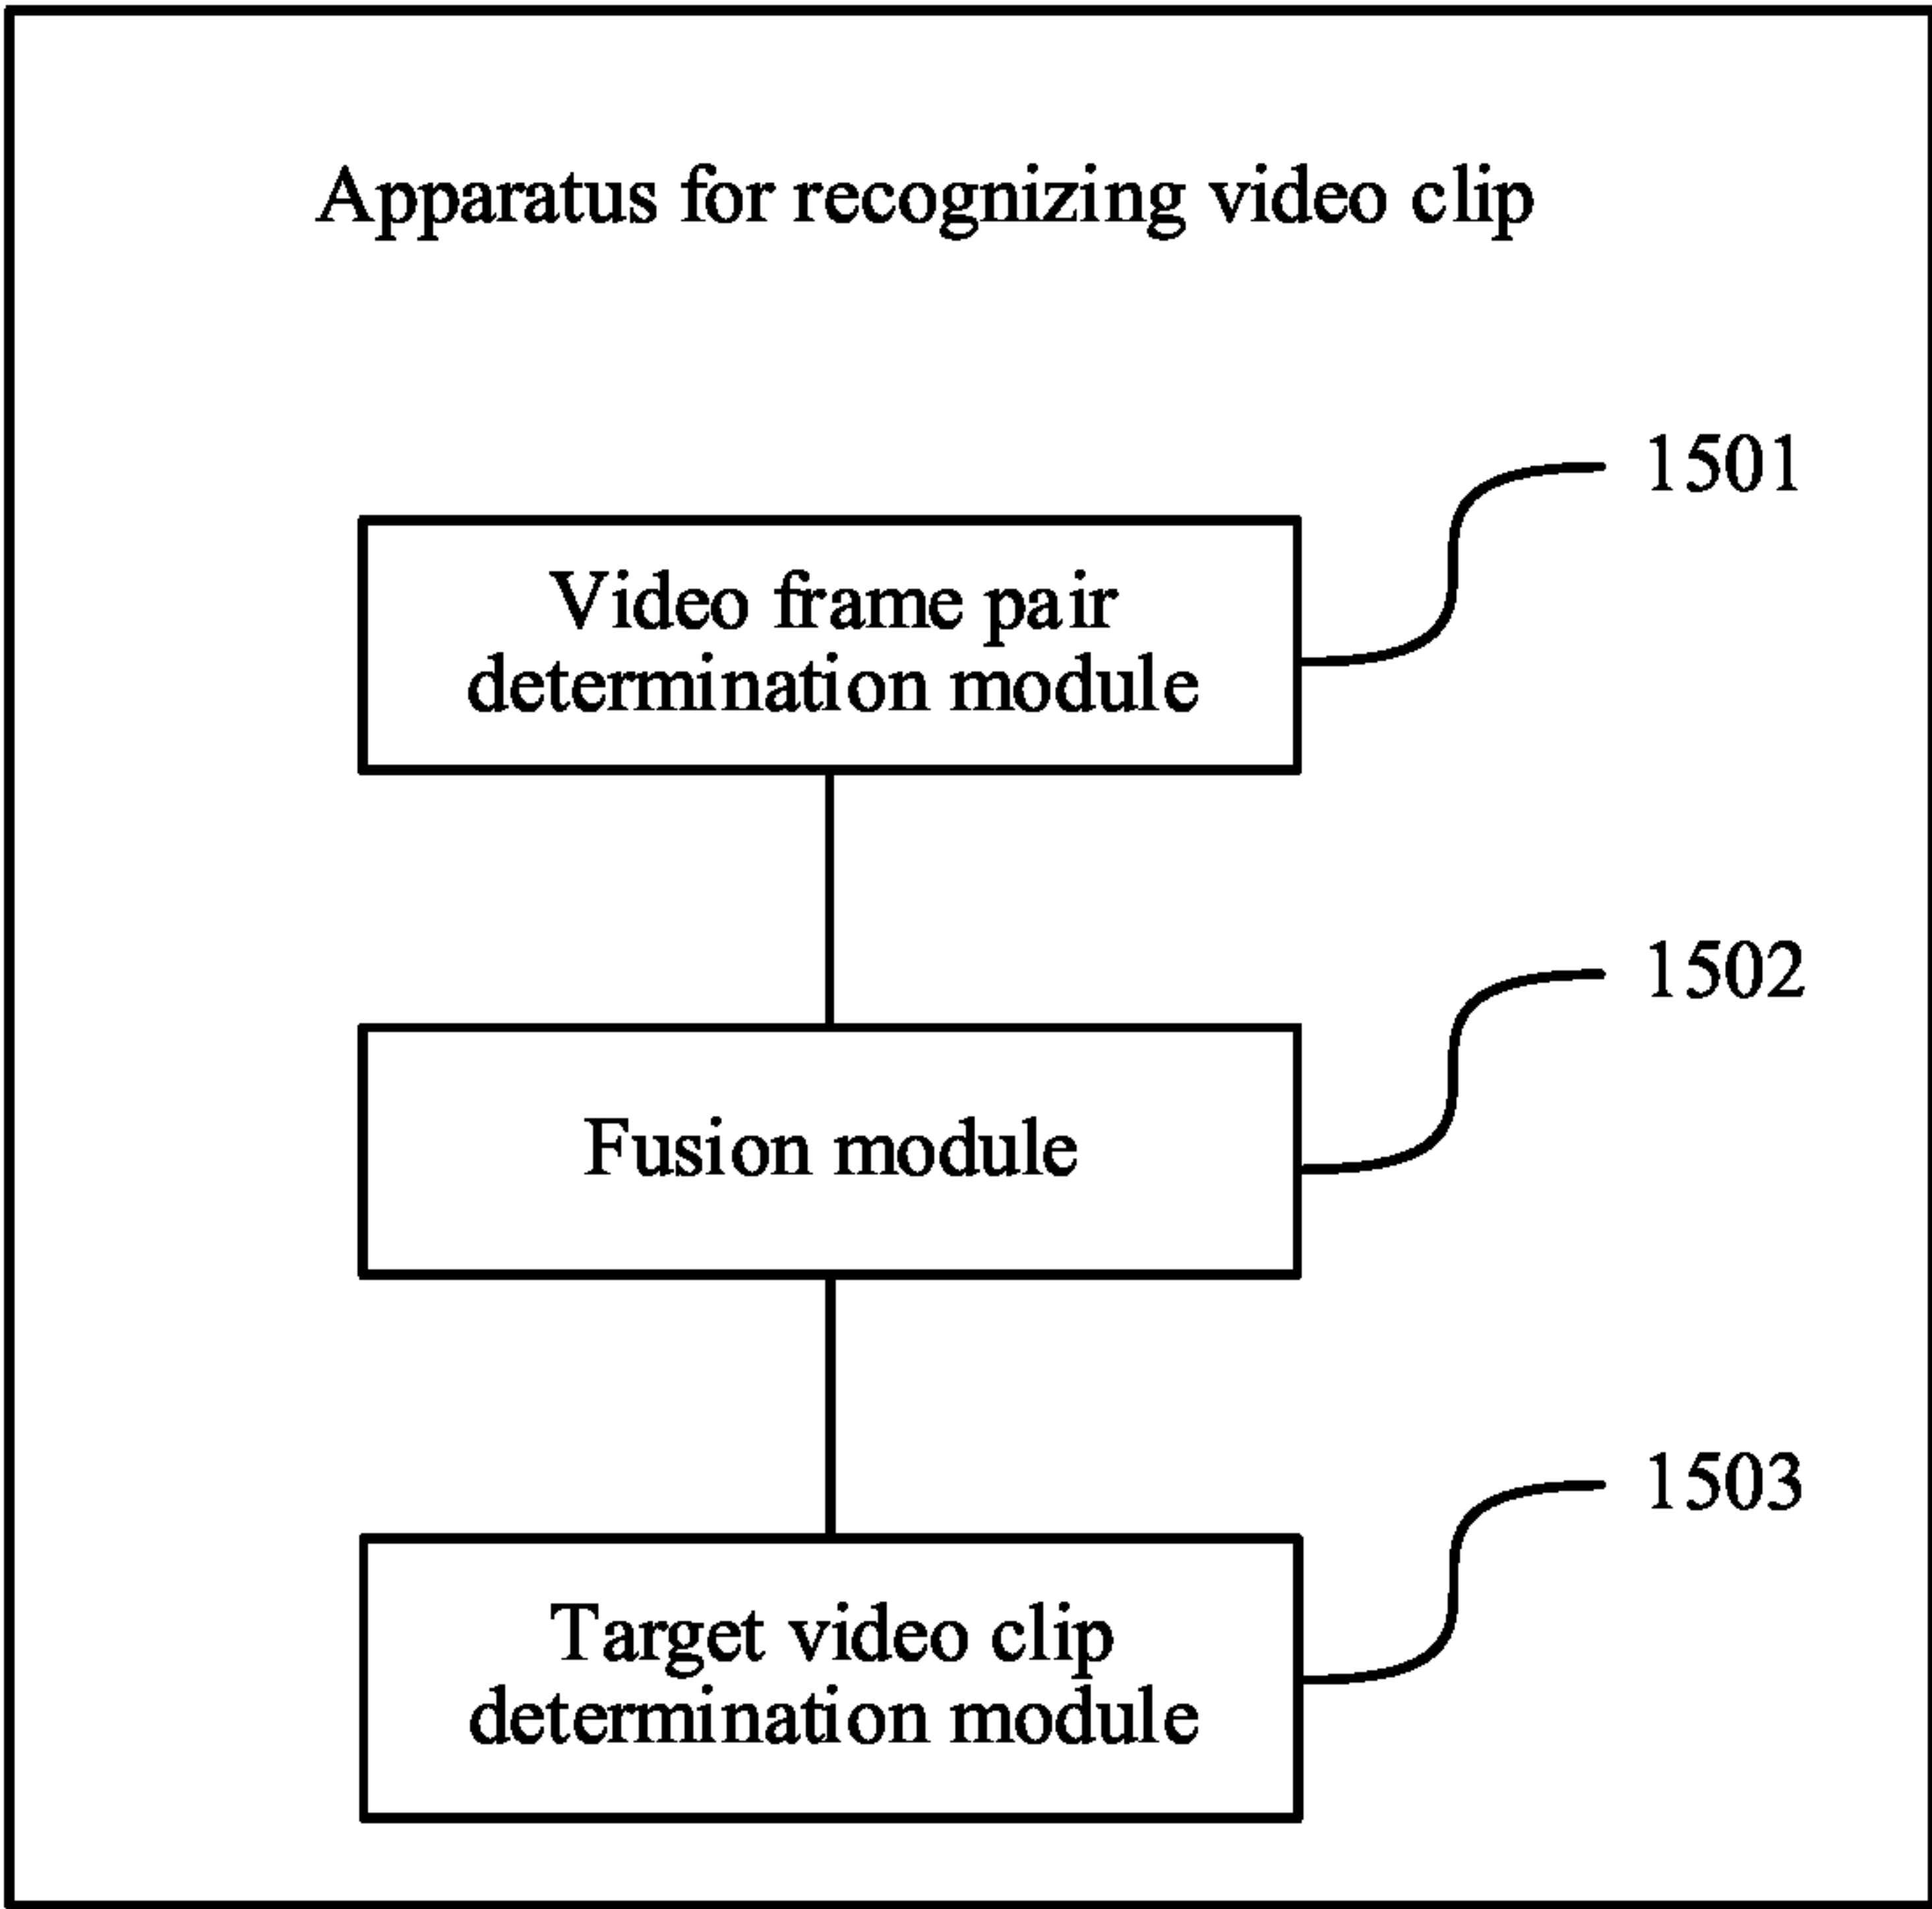 Apparatus for recognizing video clip
1501
Video frame pair
determination module
1502
Fusion module
1503
Target video clip
determination module